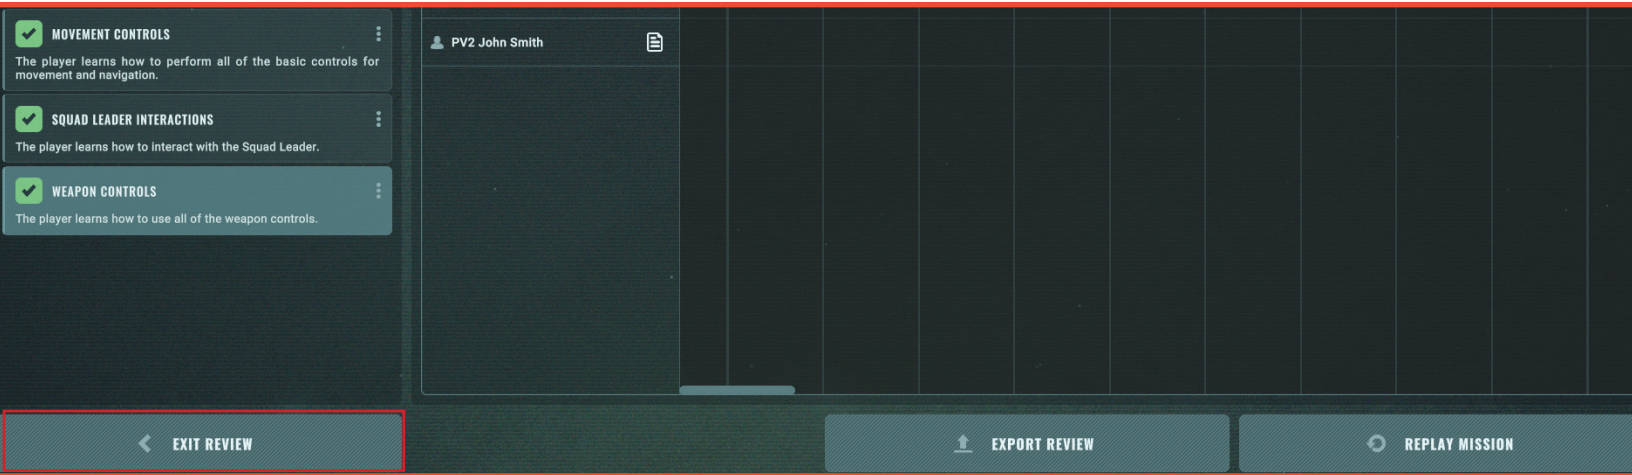 MOVEMENT CONTROLS
The player learns how to perform all of the basic controls for
movement and navigation.
SQUAD LEADER INTERACTIONS
The player learns how to interact with the Squad Leader.
WEAPON CONTROLS
The player learns how to use all of the weapon controls.
PV2 John Smith
EXIT REVIEW
EXPORT REVIEW
REPLAY MISSION